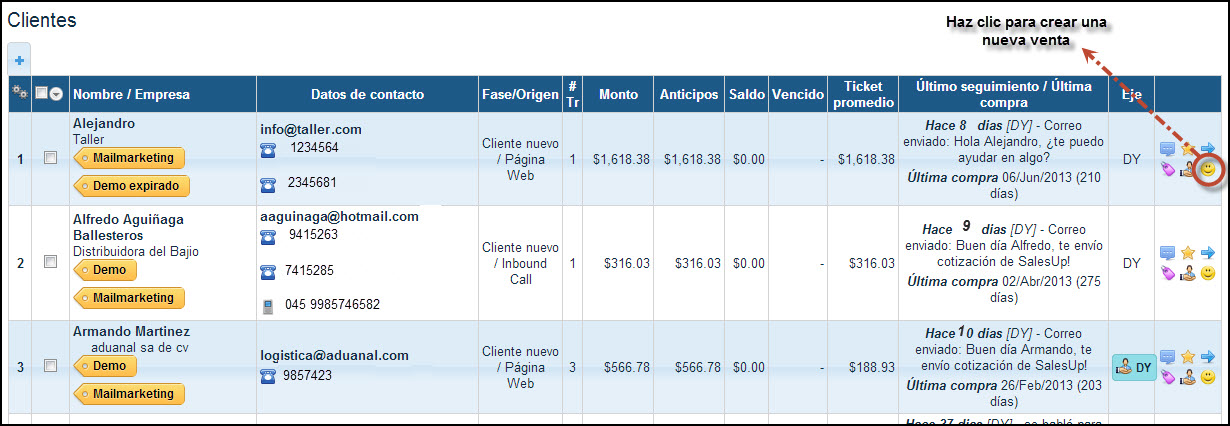 Clientes
Haz clic para crear una
nueva venta
+
Nombre / Empresa
Datos de contacto
Fase/Origen
#
Tr
Monto
Anticipos
Saldo
Vencido
Ticket
promedio
Último seguimiento / Última
compra
Eje
1
Alejandro
Taller
Mailmarketing
Demo expirado
info@taller.com
1234564
2345681
Cliente nuevo
/ Página
Web
1
$1,618.38
$1,618.38
$0.00
-
$1,618.38
Hace 8 días [DY] - Correo
enviado: Hola Alejandro, ¿te puedo
ayudar en algo?
Última compra 06/Jun/2013 (210
días)
DY
2
Alfredo Aguiñaga
Ballesteros
Distribuidora del Bajio
Demo
Mailmarketing
aaguinaga@hotmail.com
9415263
7415285
045 9985746582
Cliente nuevo
/ Inbound
Call
1
$316.03
$316.03
$0.00
-
$316.03
Hace 9 días [DY] - Correo
enviado: Buen día Alfredo, te envío
cotización de SalesUp!
Última compra 02/Abr/2013 (275
días)
DY
3
Armando Martinez
aduanal sa de cv
Demo
Mailmarketing
logistica@aduanal.com
9857423
Cliente nuevo
/ Página
Web
3
$566.78
$566.78
$0.00
-
$188.93
Hace 10 días [DY] - Correo
enviado: Buen día Armando, te
envío cotización de SalesUp!
Última compra 26/Feb/2013 (203
días)
DY
Hace 27 días [DY] - se habló para